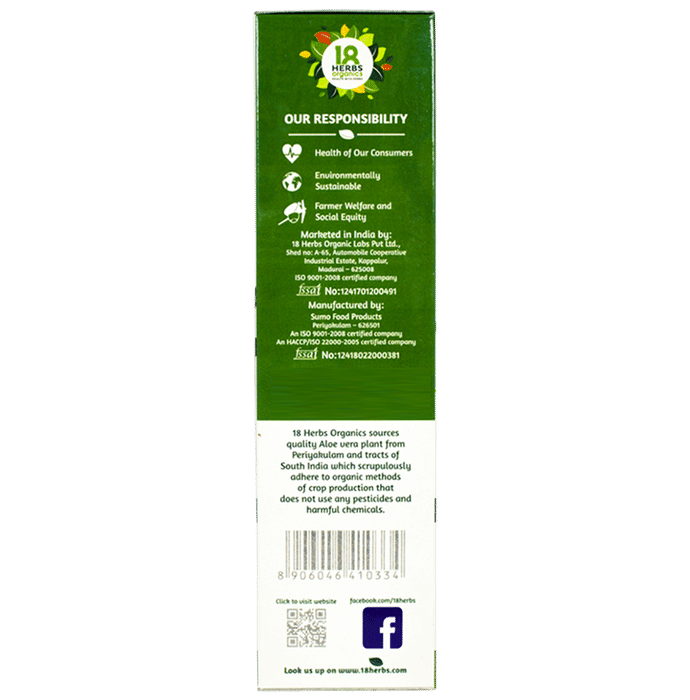 18
HERBS
organics
OUR RESPONSIBILITY
Health of Our Consumers
Environmentally
Sustainable
Farmer Welfare and
Social Equity
Marketed in India by:
18 Herbs Organic Labs Pvt Ltd.,
Shed no: A-65, Automobile Cooperative
Industrial Estate, Kappalur,
Madurai – 625008
ISO 9001-2008 certified company
fssai No:1241701200491
Manufactured by:
Sumo Food Products
Periyakulam – 626501
An ISO 9001-2008 certified company
An HACCP/ISO 22000-2005 certified company
fssai No:12418022000381
18 Herbs Organics sources
quality Aloe vera plant from
Periyakulam and tracts of
South India which scrupulously
adhere to organic methods
of crop production that
does not use any pesticides and
harmful chemicals.
8 906046 410334
Click to visit website
facebook.com/18herbs
f
Look us up on www.18herbs.com